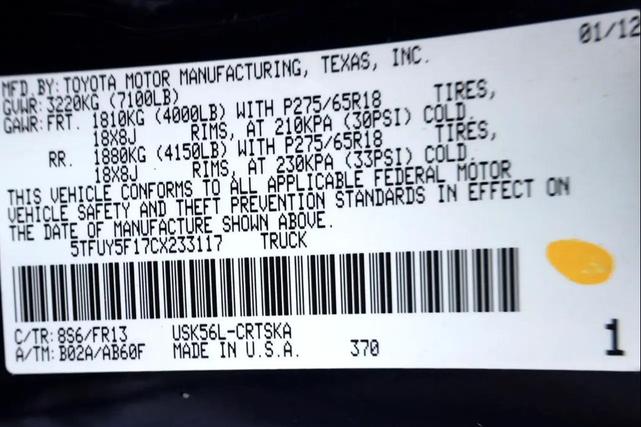 01/12
MFD.BY: TOYOTA MOTOR MANUFACTURING, TEXAS, INC.
GVWR: 3220KG (7100LB)
GAWR: FRT. 1810KG (4000LB) WITH P275/65R18 TIRES,
18X8J RIMS, AT 210KPA (30PSI) COLD.
RR. 1880KG (4150LB) WITH P275/65R18 TIRES,
18X8J RIMS, AT 230KPA (33PSI) COLD.
THIS VEHICLE CONFORMS TO ALL APPLICABLE FEDERAL MOTOR
VEHICLE SAFETY AND THEFT PREVENTION STANDARDS IN EFFECT ON
THE DATE OF MANUFACTURE SHOWN ABOVE.
5TFUY5F17CX233117 TRUCK
C/TR: 8S6/FR13 USK56L-CRTSKA
A/TM: B02A/AB60F MADE IN U.S.A. 370
1